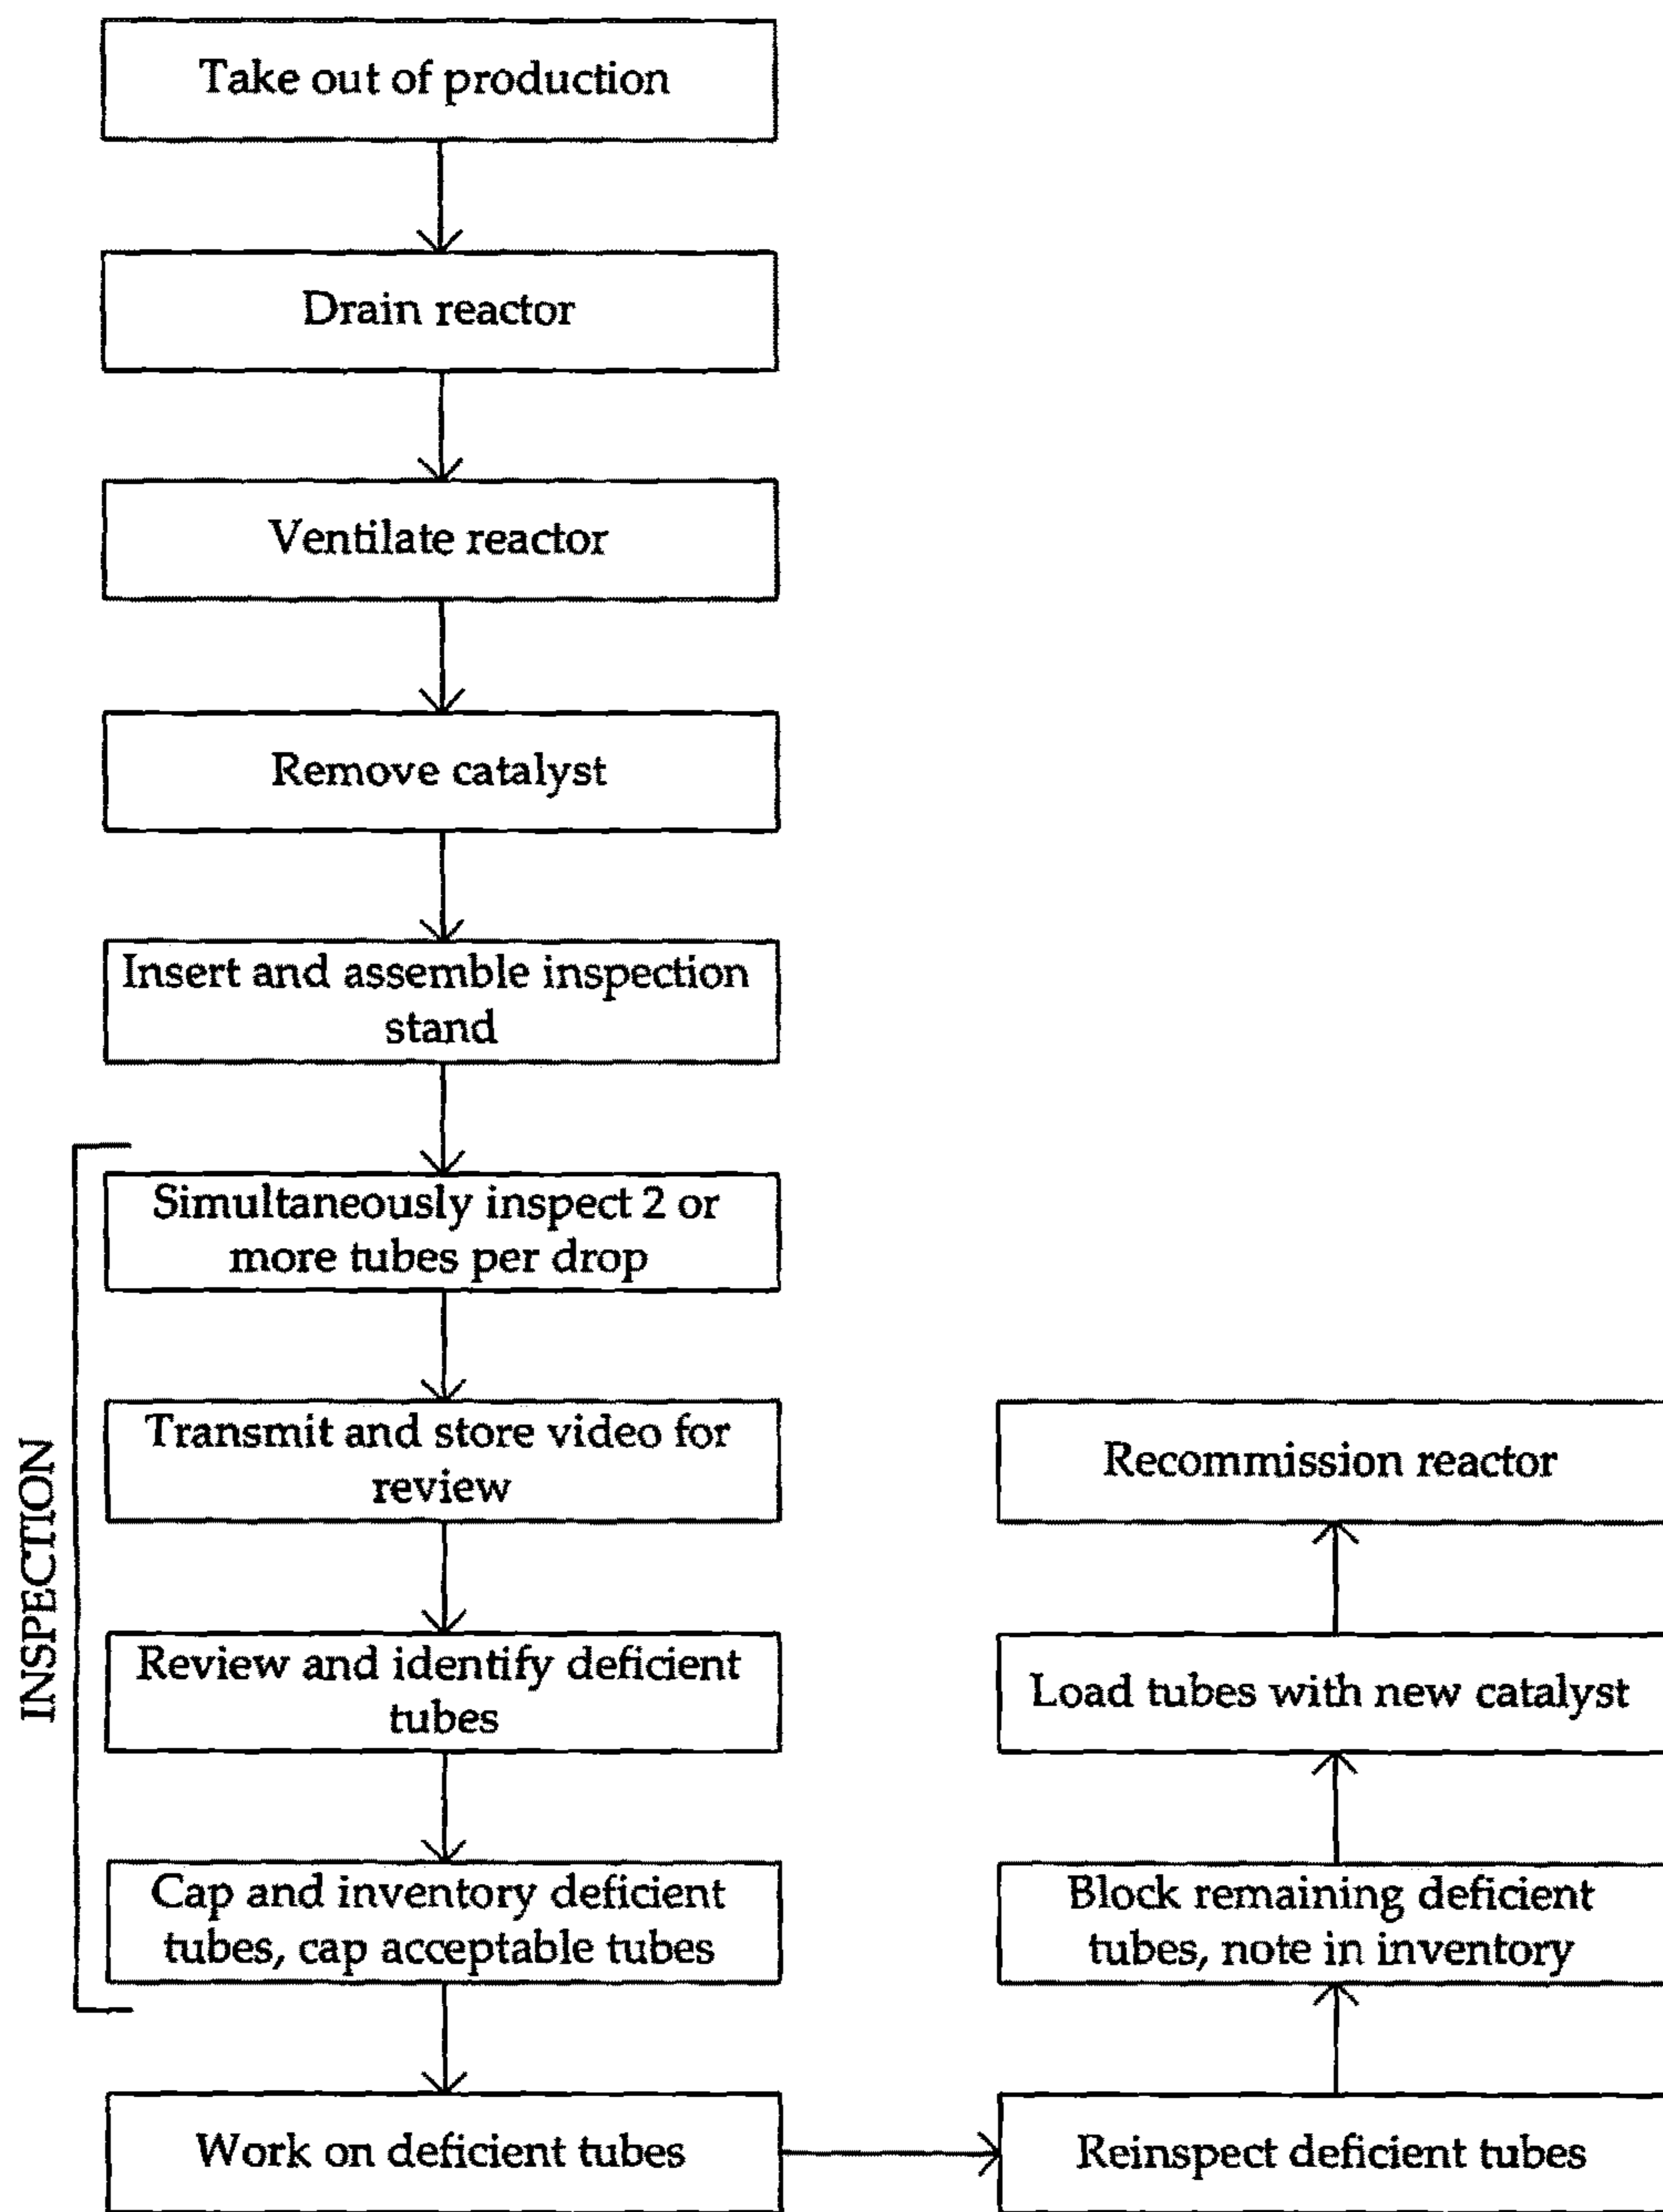 Take out of production
Drain reactor
Ventilate reactor
Remove catalyst
Insert and assemble inspection
stand
INSPECTION
Simultaneously inspect 2 or
more tubes per drop
Transmit and store video for
review
Review and identify deficient
tubes
Cap and inventory deficient
tubes, cap acceptable tubes
Work on deficient tubes
Reinspect deficient tubes
Block remaining deficient
tubes, note in inventory
Load tubes with new catalyst
Recommission reactor